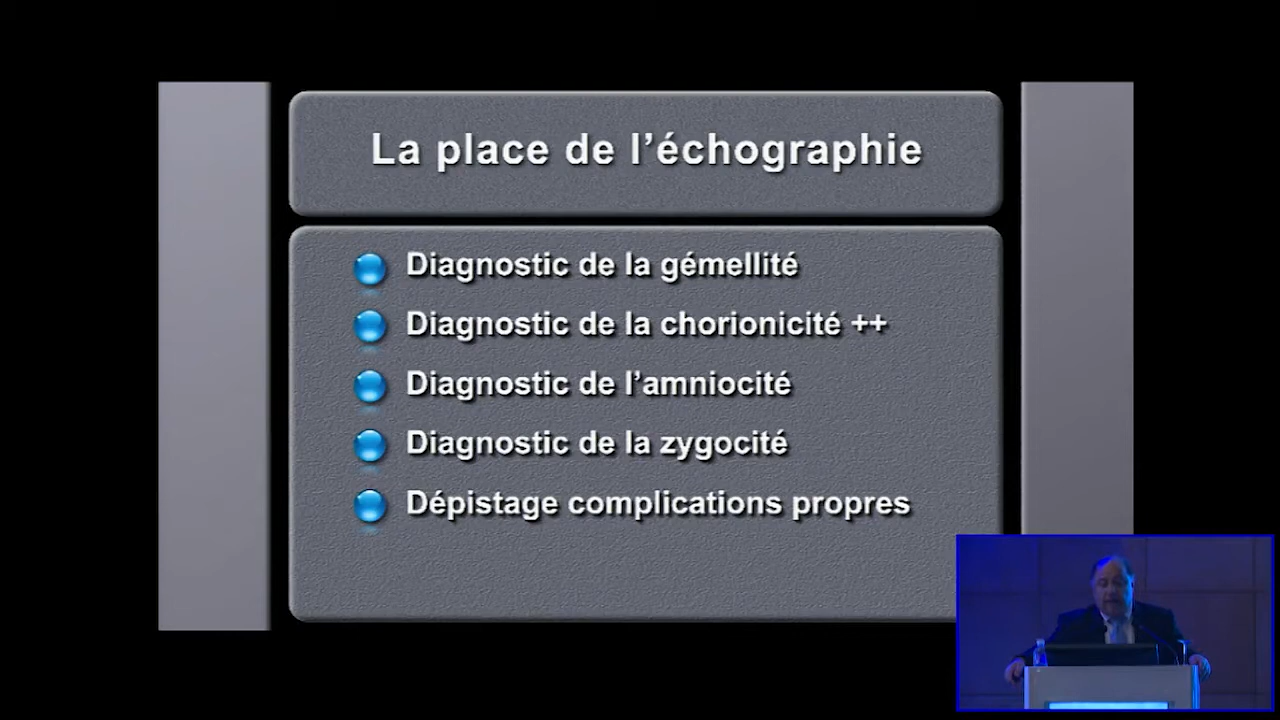 La place de l’échographie
Diagnostic de la gémellité
Diagnostic de la chorionicité ++
Diagnostic de l’amniocité
Diagnostic de la zygocité
Dépistage complications propres